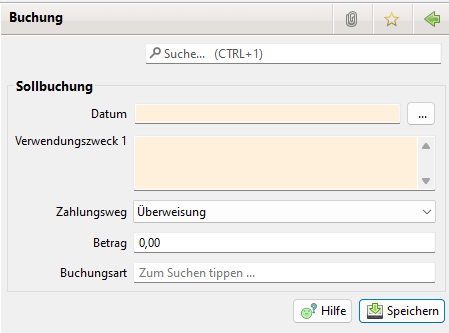 Buchung
Suche... (CTRL+1)
Sollbuchung
Datum
...
Verwendungszweck 1
Zahlungsweg Überweisung
Betrag 0,00
Buchungsart Zum Suchen tippen ...
Hilfe Speichern